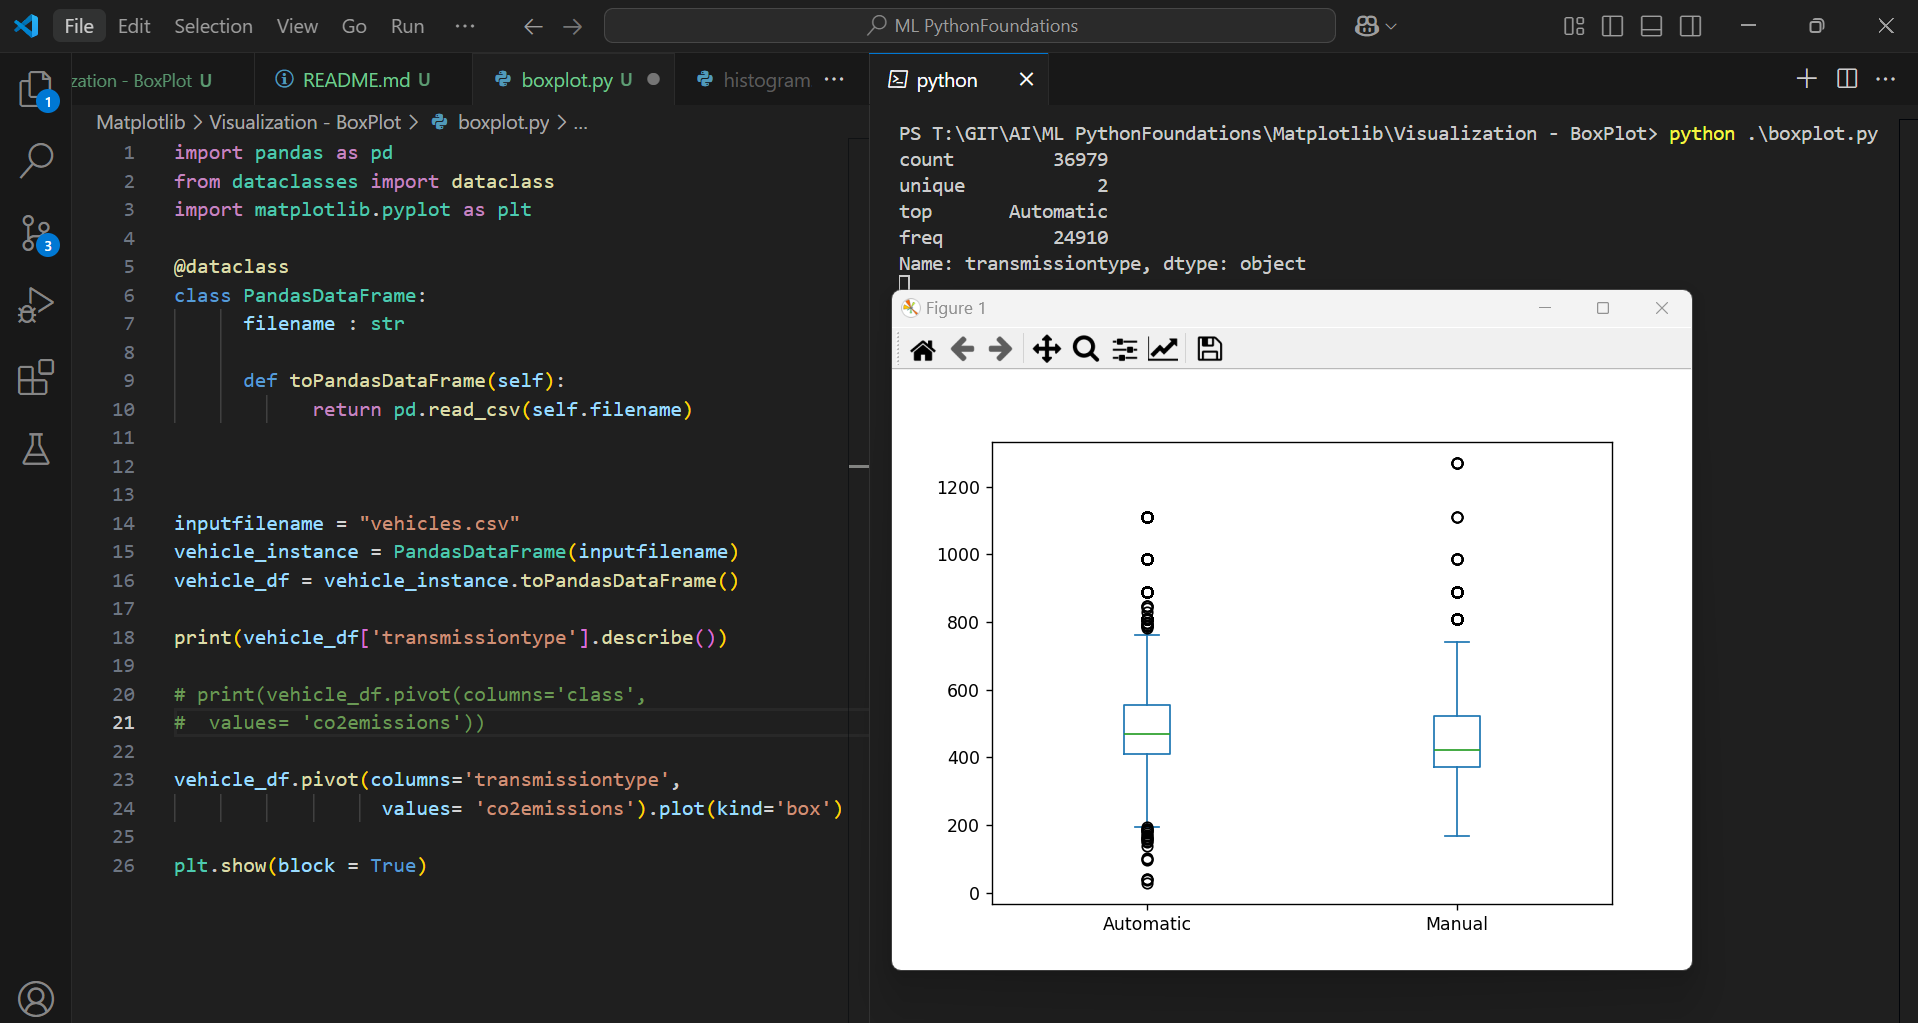 File Edit Selection View Go Run ···
ML PythonFoundations
1
3
zation - BoxPlot U
README.md U
boxplot.py U
histogram ···
python
Matplotlib > Visualization - BoxPlot > boxplot.py > ...
1 import pandas as pd
2 from dataclasses import dataclass
3 import matplotlib.pyplot as plt
4
5 @dataclass
6 class PandasDataFrame:
7 filename : str
8
9 def toPandasDataFrame(self):
10 return pd.read_csv(self.filename)
11
12
13
14 inputfilename = "vehicles.csv"
15 vehicle_instance = PandasDataFrame(inputfilename)
16 vehicle_df = vehicle_instance.toPandasDataFrame()
17
18 print(vehicle_df['transmissiontype'].describe())
19
20 # print(vehicle_df.pivot(columns='class',
21 #  values= 'co2emissions'))
22
23 vehicle_df.pivot(columns='transmissiontype',
24 values= 'co2emissions').plot(kind='box')
25
26 plt.show(block = True)
PS T:\GIT\AI\ML PythonFoundations\Matplotlib\Visualization - BoxPlot> python .\boxplot.py
count 36979
unique 2
top Automatic
freq 24910
Name: transmissiontype, dtype: object
Figure 1
1200
1000
800
600
400
200
0
Automatic Manual